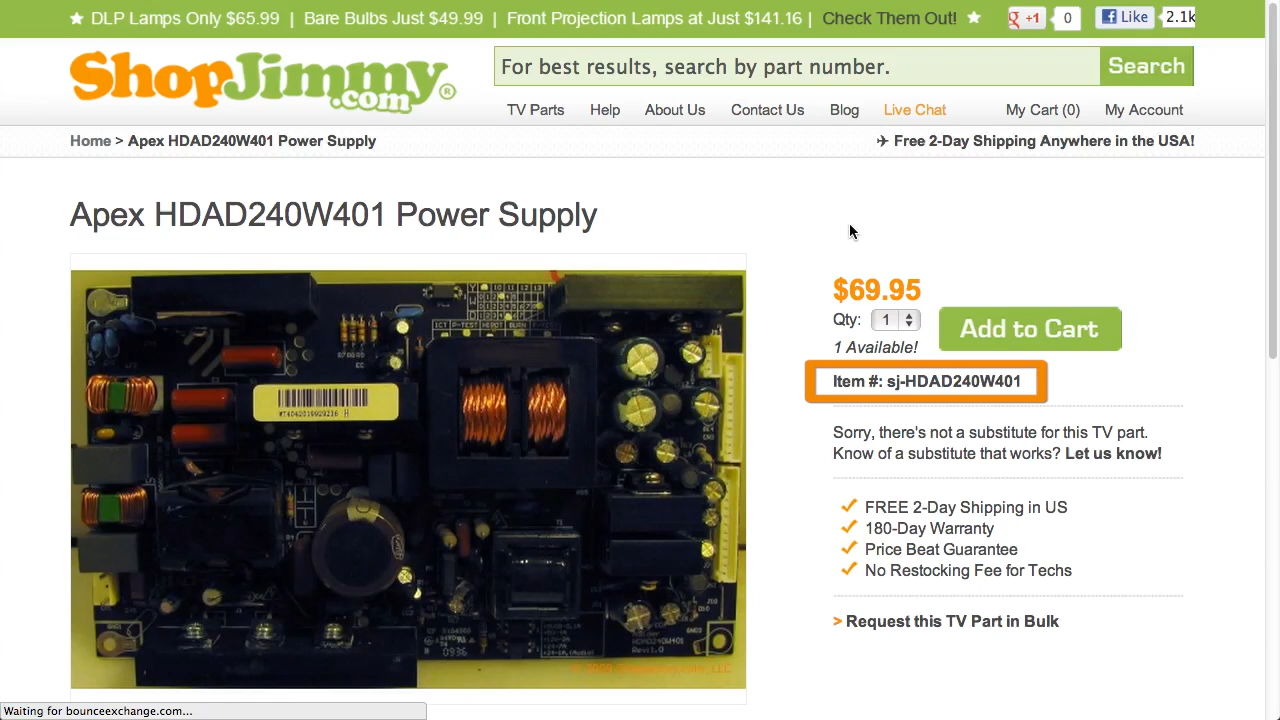 ★ DLP Lamps Only $65.99 | Bare Bulbs Just $49.99 | Front Projection Lamps at Just $141.16 | Check Them Out! ★
g +1 0 Like 2.1k
ShopJimmy.com®
For best results, search by part number. Search
TV Parts Help About Us Contact Us Blog Live Chat My Cart (0) My Account
Home > Apex HDAD240W401 Power Supply
✈ Free 2-Day Shipping Anywhere in the USA!
Apex HDAD240W401 Power Supply
$69.95
Qty: 1
Add to Cart
1 Available!
Item #: sj-HDAD240W401
Sorry, there's not a substitute for this TV part.
Know of a substitute that works? Let us know!
FREE 2-Day Shipping in US
180-Day Warranty
Price Beat Guarantee
No Restocking Fee for Techs
> Request this TV Part in Bulk
HDAD240W401
Rev:1.0
0936
Waiting for bounceexchange.com...